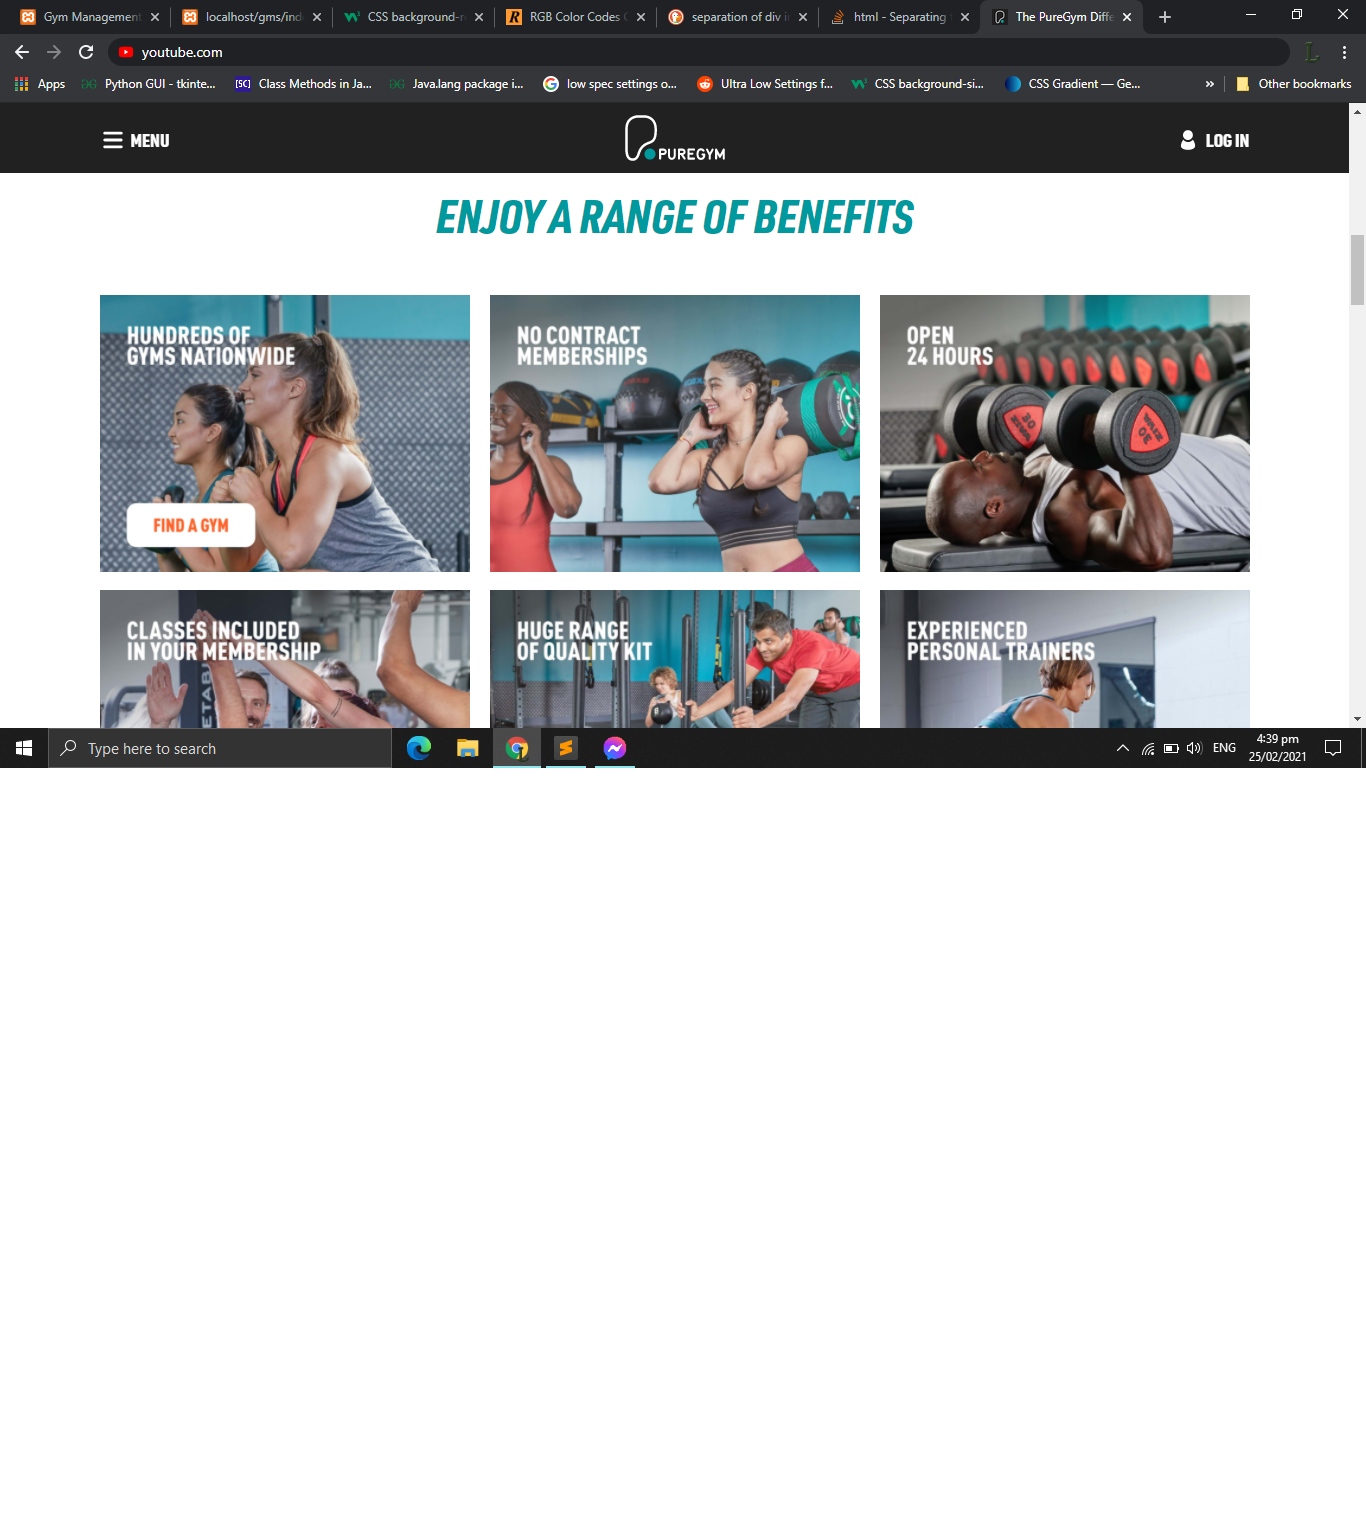 Gym Management
localhost/gms/ind
CSS background-r
RGB Color Codes
separation of div i
html - Separating
The PureGym Diffe
youtube.com
Apps
Python GUI - tkinte...
[SC]
Class Methods in Ja...
Java.lang package i...
low spec settings o...
Ultra Low Settings f...
CSS background-si...
CSS Gradient — Ge...
»
Other bookmarks
MENU
PUREGYM
LOG IN
ENJOY A RANGE OF BENEFITS
HUNDREDS OF
GYMS NATIONWIDE
FIND A GYM
NO CONTRACT
MEMBERSHIPS
OPEN
24 HOURS
30
30
CLASSES INCLUDED
IN YOUR MEMBERSHIP
ETAB
HUGE RANGE
OF QUALITY KIT
EXPERIENCED
PERSONAL TRAINERS
Type here to search
ENG
4:39 pm
25/02/2021